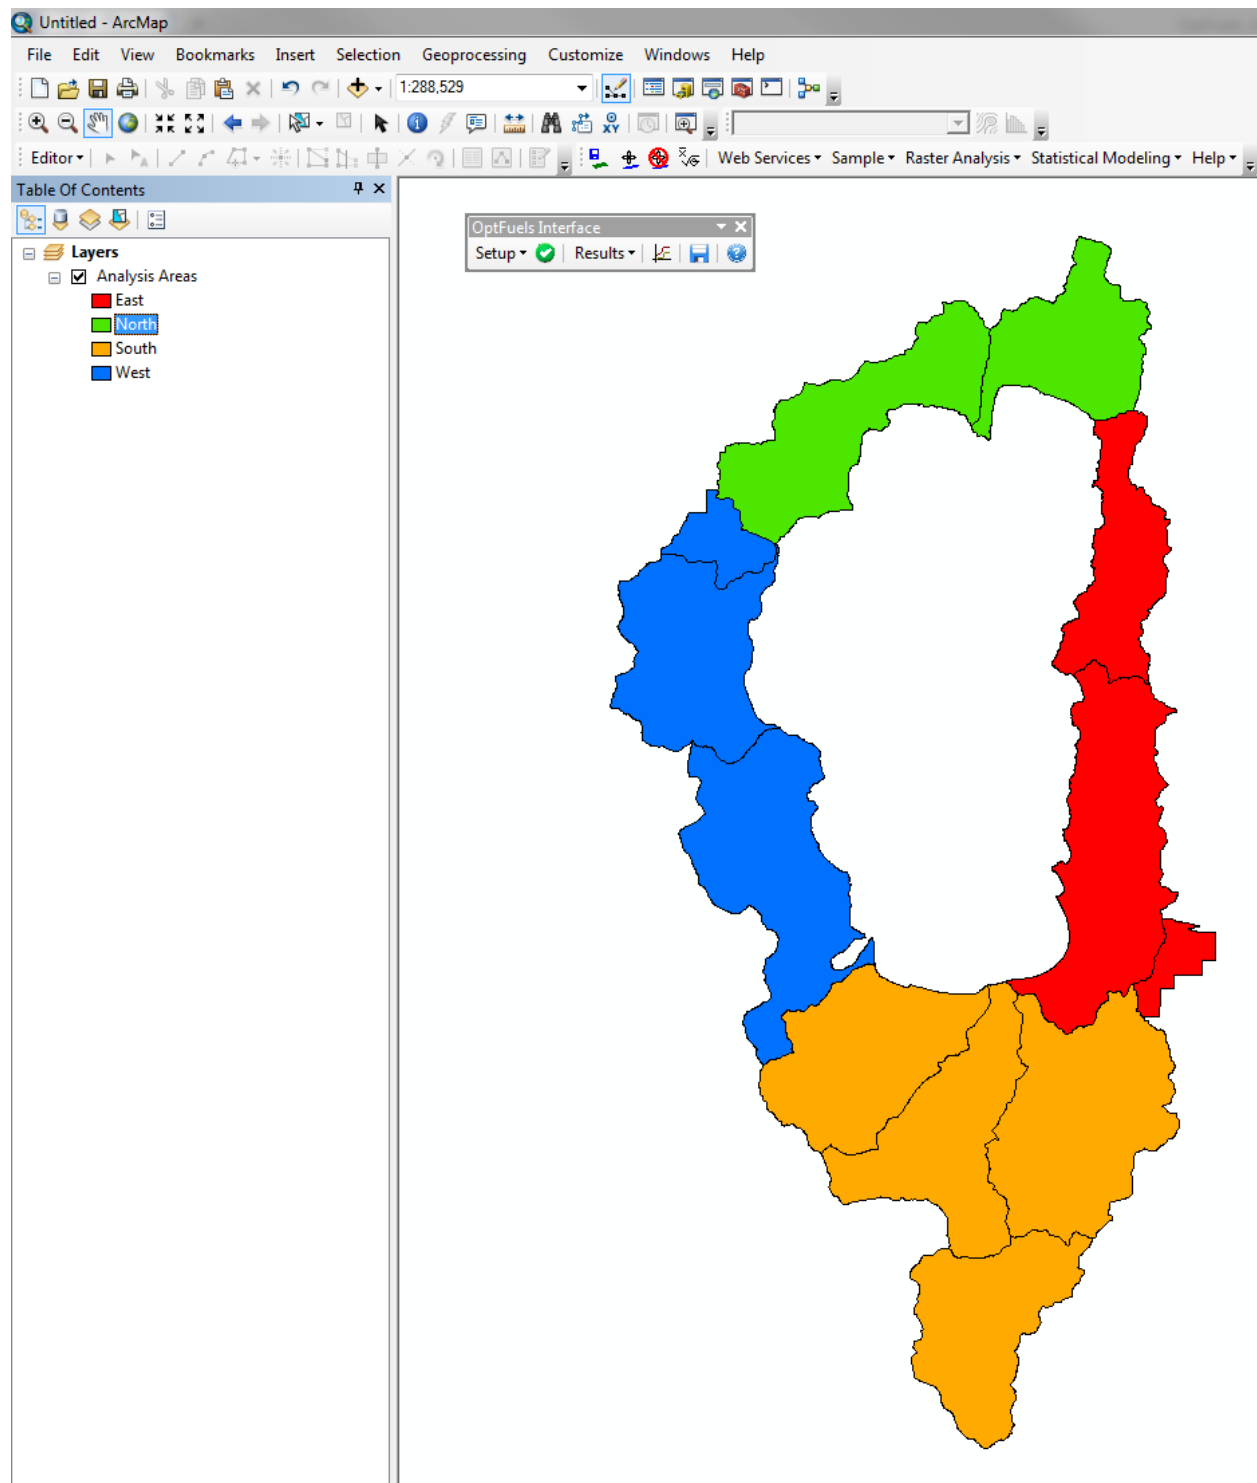 Untitled - ArcMap
File Edit View Bookmarks Insert Selection Geoprocessing Customize Windows Help
1:288,529
XY
Editor Web Services Sample Raster Analysis Statistical Modeling Help
Table Of Contents
OptFuels Interface
Setup Results
Layers
Analysis Areas
East
North
South
West